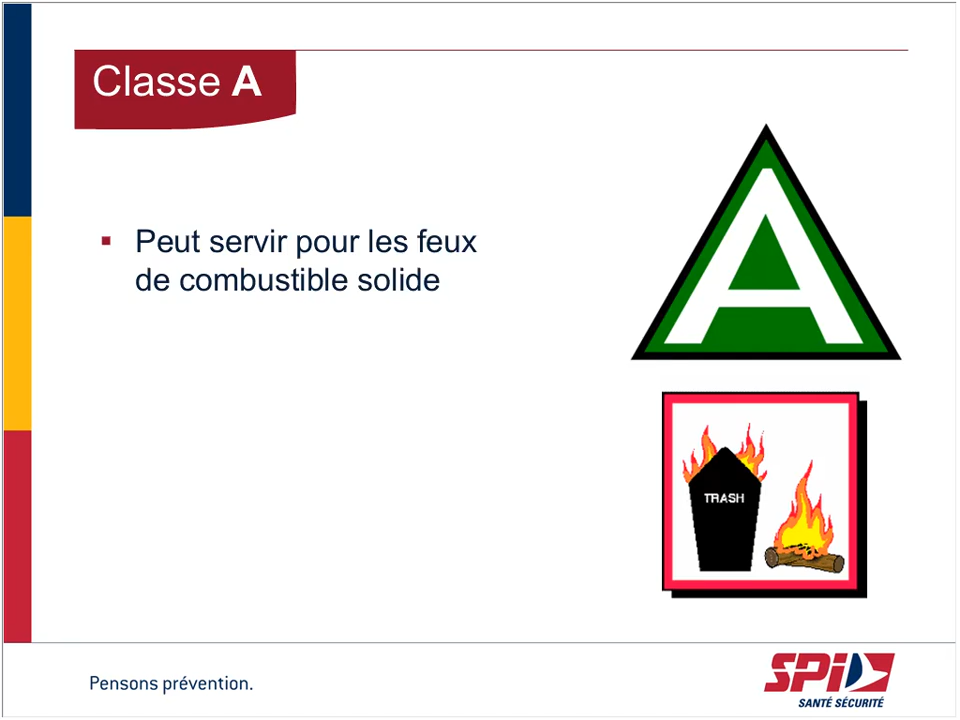 Classe A
Peut servir pour les feux
de combustible solide
A
TRASH
Pensons prévention.
SPI
SANTÉ SÉCURITÉ